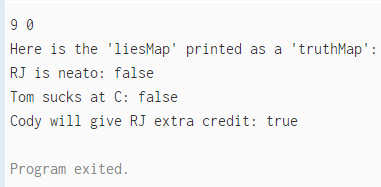 9 0
Here is the 'liesMap' printed as a 'truthMap':
RJ is neato: false
Tom sucks at C: false
Cody will give RJ extra credit: true
Program exited.